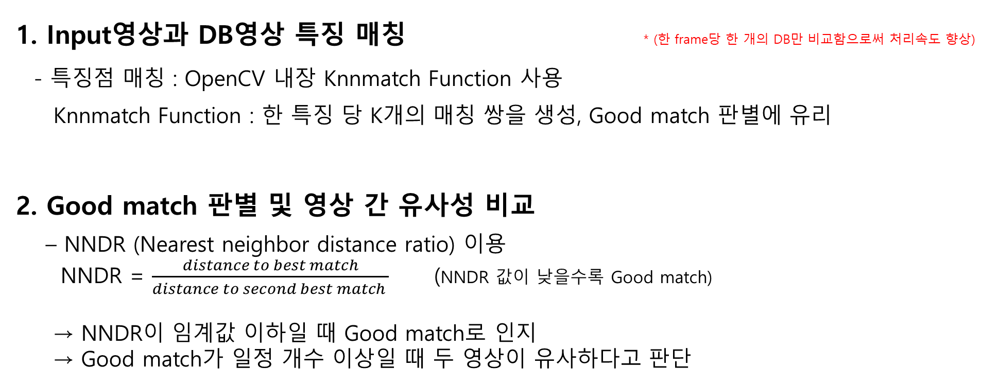 1. Input영상과 DB영상 특징 매칭
* (한 frame당 한 개의 DB만 비교함으로써 처리속도 향상)
- 특징점 매칭 : OpenCV 내장 Knnmatch Function 사용
Knnmatch Function : 한 특징 당 K개의 매칭 쌍을 생성, Good match 판별에 유리
2. Good match 판별 및 영상 간 유사성 비교
– NNDR (Nearest neighbor distance ratio) 이용
NNDR = distance to best match / distance to second best match (NNDR 값이 낮을수록 Good match)
→ NNDR이 임계값 이하일 때 Good match로 인지
→ Good match가 일정 개수 이상일 때 두 영상이 유사하다고 판단